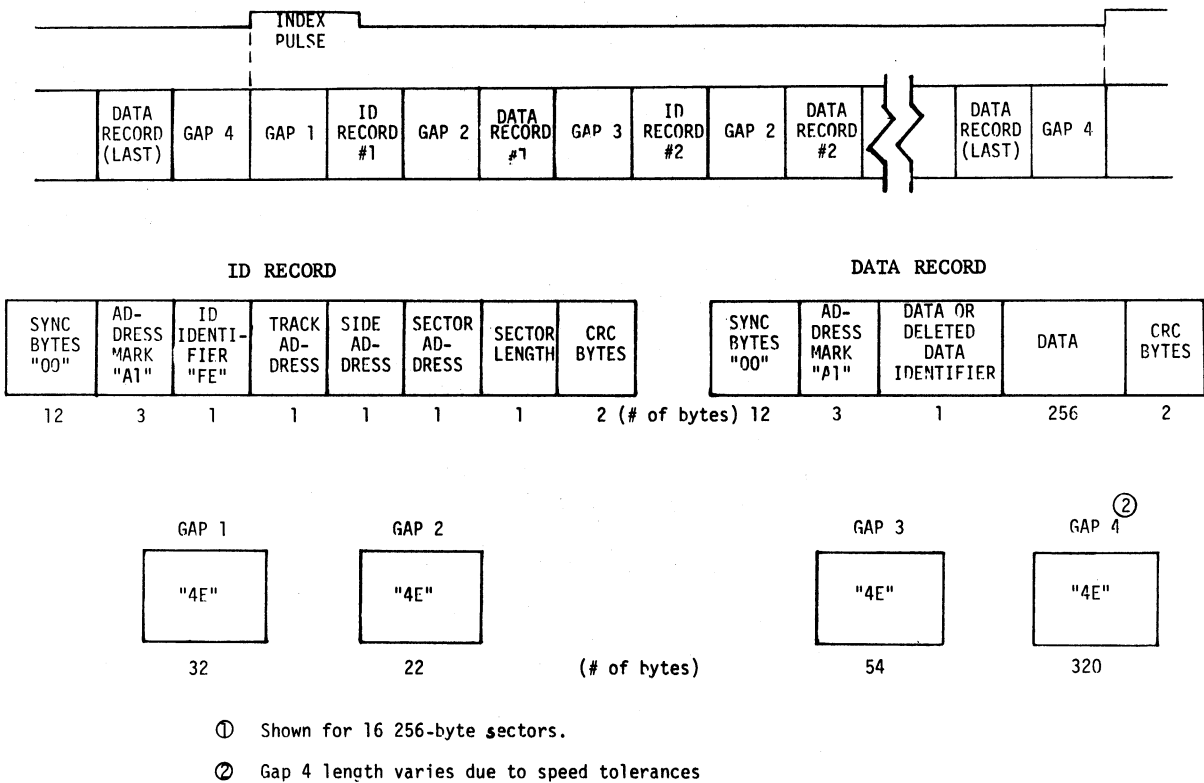 INDEX
PULSE
DATA
RECORD
(LAST)
GAP 4
GAP 1
ID
RECORD
#1
GAP 2
DATA
RECORD
#1
GAP 3
ID
RECORD
#2
GAP 2
DATA
RECORD
#2
DATA
RECORD
(LAST)
GAP 4
ID RECORD
DATA RECORD
SYNC
BYTES
"00"
AD-
DRESS
MARK
"A1"
ID
IDENTI-
FIER
"FE"
TRACK
AD-
DRESS
SIDE
AD-
DRESS
SECTOR
AD-
DRESS
SECTOR
LENGTH
CRC
BYTES
SYNC
BYTES
"00"
AD-
DRESS
MARK
"A1"
DATA OR
DELETED
DATA
IDENTIFIER
DATA
CRC
BYTES
12 3 1 1 1 1 1 2 (# of bytes) 12 3 1 256 2
GAP 1
GAP 2
GAP 3
GAP 4 ②
"4E"
"4E"
"4E"
"4E"
32 22 (# of bytes) 54 320
① Shown for 16 256-byte sectors.
② Gap 4 length varies due to speed tolerances